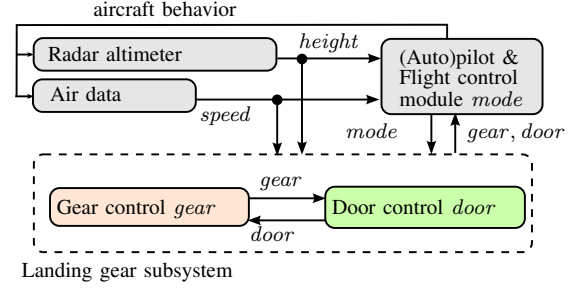 aircraft behavior
Radar altimeter
height
(Auto)pilot &
Flight control
module mode
Air data
speed
mode
gear, door
gear
Gear control gear
Door control door
door
Landing gear subsystem